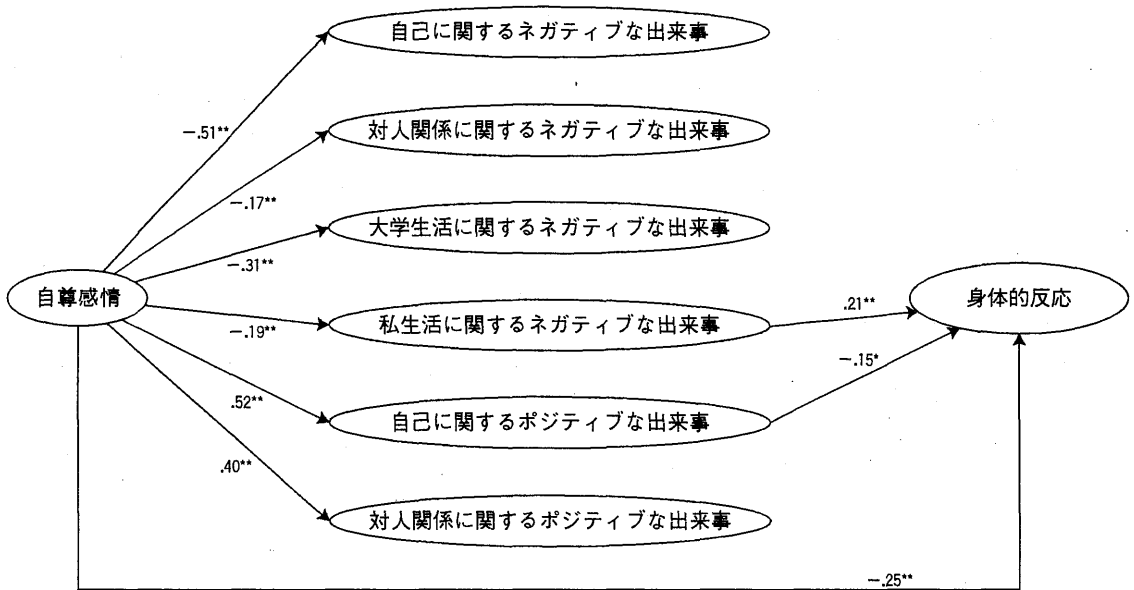 自己に関するネガティブな出来事
−.51**
対人関係に関するネガティブな出来事
−.17**
大学生活に関するネガティブな出来事
−.31**
自尊感情
身体的反応
私生活に関するネガティブな出来事
.21**
−.19**
−.15*
自己に関するポジティブな出来事
.52**
.40**
対人関係に関するポジティブな出来事
−.25**